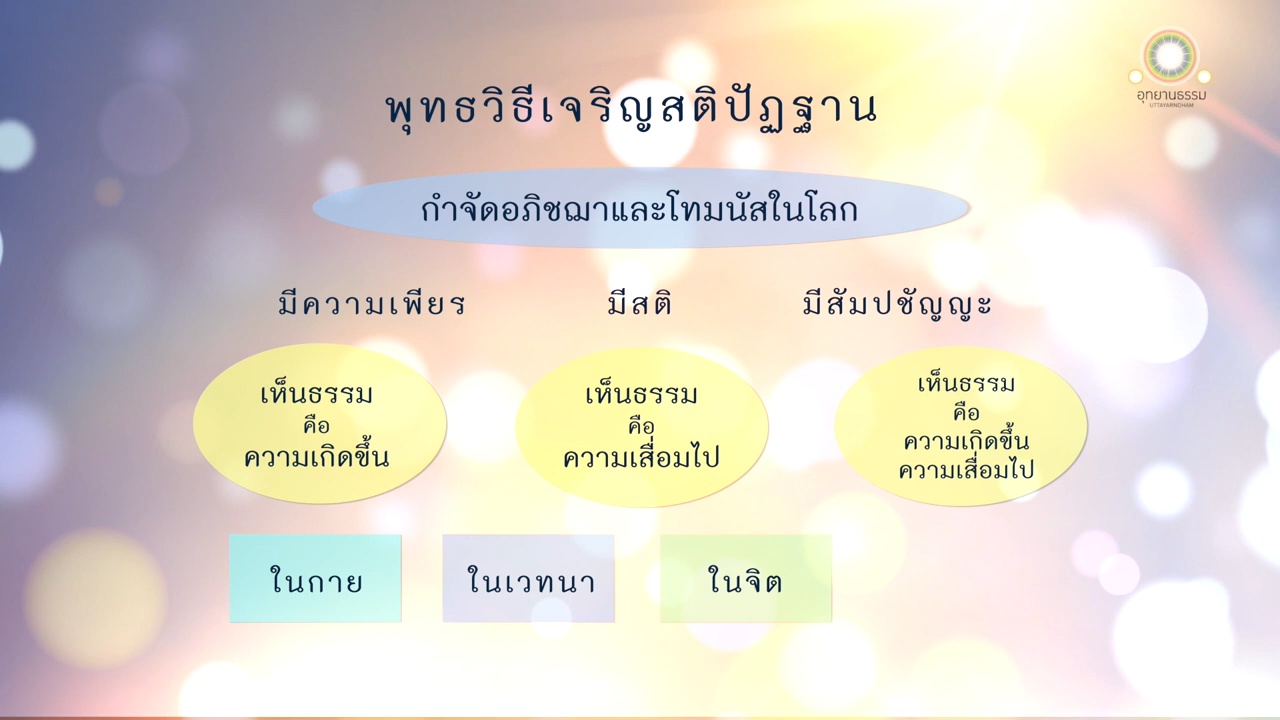 อุทยานธรรม
UTTAYARNDHAM
พุทธวิธีเจริญสติปัฏฐาน
กำจัดอภิชฌาและโทมนัสในโลก
มีความเพียร มีสติ มีสัมปชัญญะ
เห็นธรรม
คือ
ความเกิดขึ้น
เห็นธรรม
คือ
ความเสื่อมไป
เห็นธรรม
คือ
ความเกิดขึ้น
ความเสื่อมไป
ในกาย
ในเวทนา
ในจิต